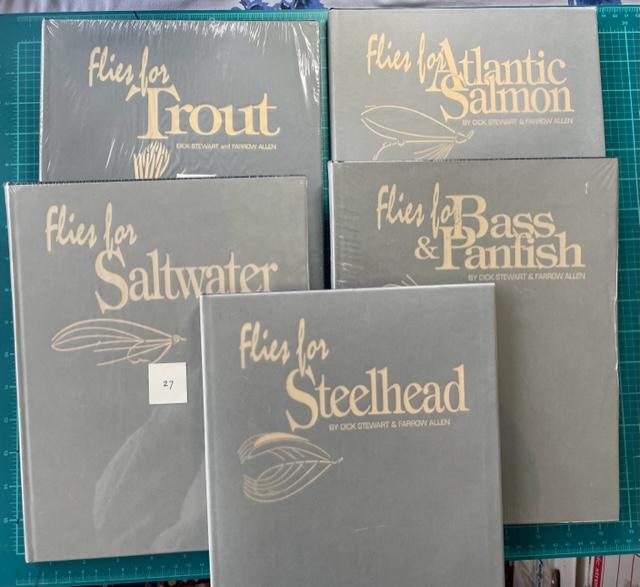 Flies for
Trout
DICK STEWART and FARROW ALLEN
Flies for
Atlantic
Salmon
BY DICK STEWART & FARROW ALLEN
Flies for
Saltwater
27
Flies for
Bass
& Panfish
BY DICK STEWART & FARROW ALLEN
Flies for
Steelhead
BY DICK STEWART & FARROW ALLEN